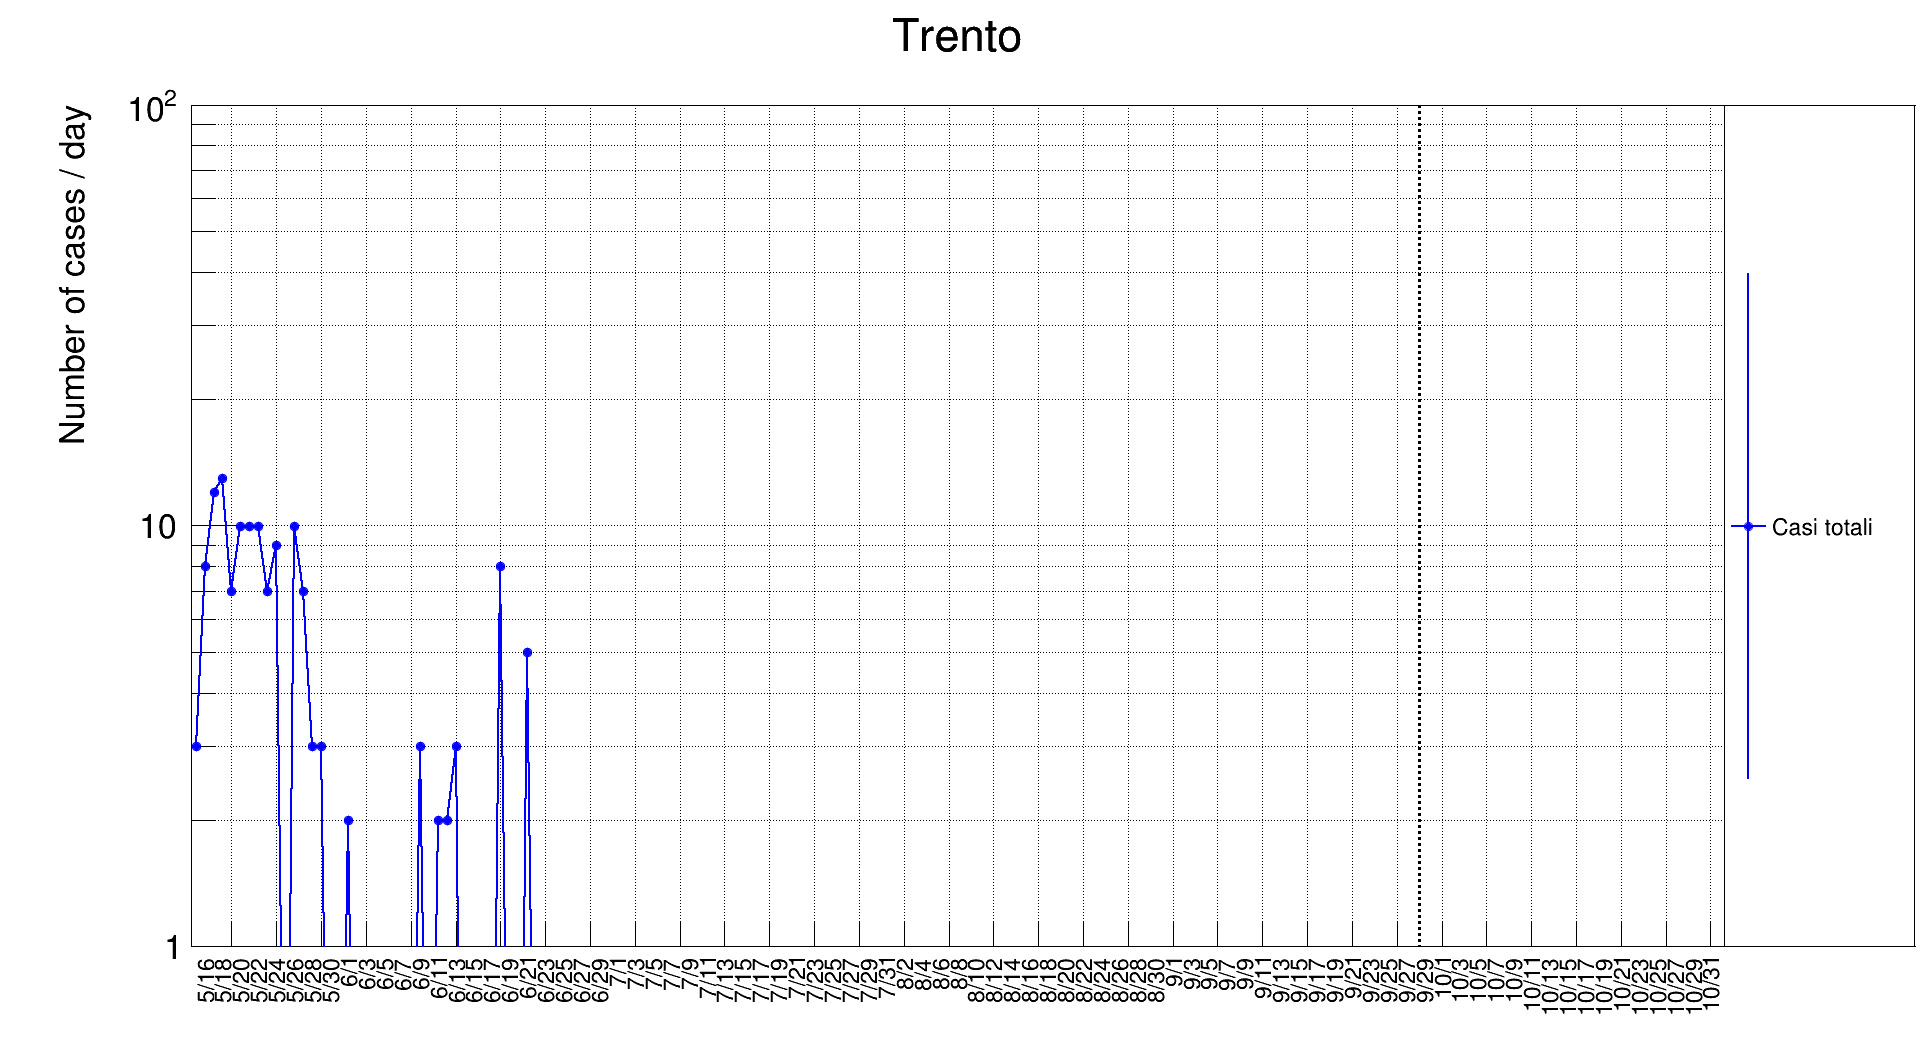 Trento
Number of cases / day
10²
10
1
Casi totali
5/16 5/18 5/20 5/22 5/24 5/26 5/28 5/30 6/1 6/3 6/5 6/7 6/9 6/11 6/13 6/15 6/17 6/19 6/21 6/23 6/25 6/27 6/29 7/1 7/3 7/5 7/7 7/9 7/11 7/13 7/15 7/17 7/19 7/21 7/23 7/25 7/27 7/29 7/31 8/2 8/4 8/6 8/8 8/10 8/12 8/14 8/16 8/18 8/20 8/22 8/24 8/26 8/28 8/30 9/1 9/3 9/5 9/7 9/9 9/11 9/13 9/15 9/17 9/19 9/21 9/23 9/25 9/27 9/29 10/1 10/3 10/5 10/7 10/9 10/11 10/13 10/15 10/17 10/19 10/21 10/23 10/25 10/27 10/29 10/31